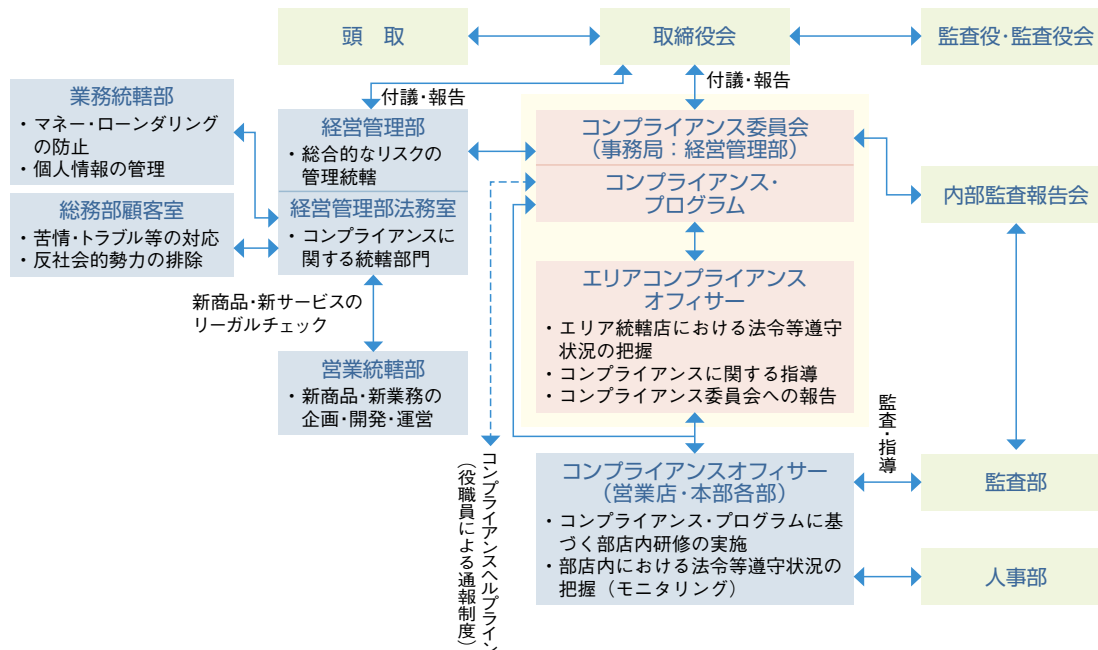 頭 取
取締役会
監査役・監査役会
付議・報告
付議・報告
業務統轄部
・マネー・ローンダリング
の防止
・個人情報の管理
総務部顧客室
・苦情・トラブル等の対応
・反社会的勢力の排除
経営管理部
・総合的なリスクの
管理統轄
経営管理部法務室
・コンプライアンスに
関する統轄部門
新商品・新サービスの
リーガルチェック
営業統轄部
・新商品・新業務の
企画・開発・運営
コンプライアンス委員会
(事務局：経営管理部)
コンプライアンス・
プログラム
エリアコンプライアンス
オフィサー
・エリア統轄店における法令等遵守
状況の把握
・コンプライアンスに関する指導
・コンプライアンス委員会への報告
コンプライアンスヘルプライン
(役職員による通報制度)
コンプライアンスオフィサー
(営業店・本部各部)
・コンプライアンス・プログラムに基
づく部店内研修の実施
・部店内における法令等遵守状況の
把握（モニタリング）
内部監査報告会
監査・指導
監査部
人事部